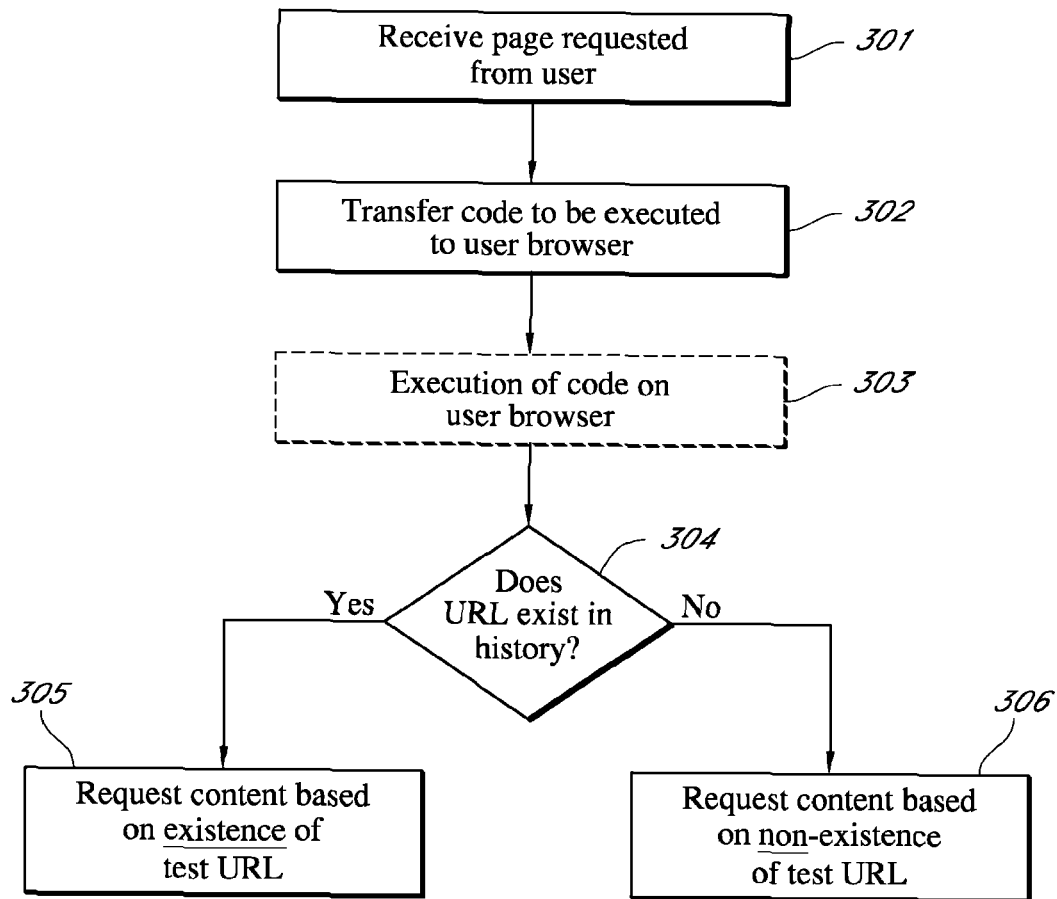 Receive page requested
from user
301
Transfer code to be executed
to user browser
302
Execution of code on
user browser
303
304
Does
URL exist in
history?
Yes
No
305
306
Request content based
on existence of
test URL
Request content based
on non-existence
of test URL